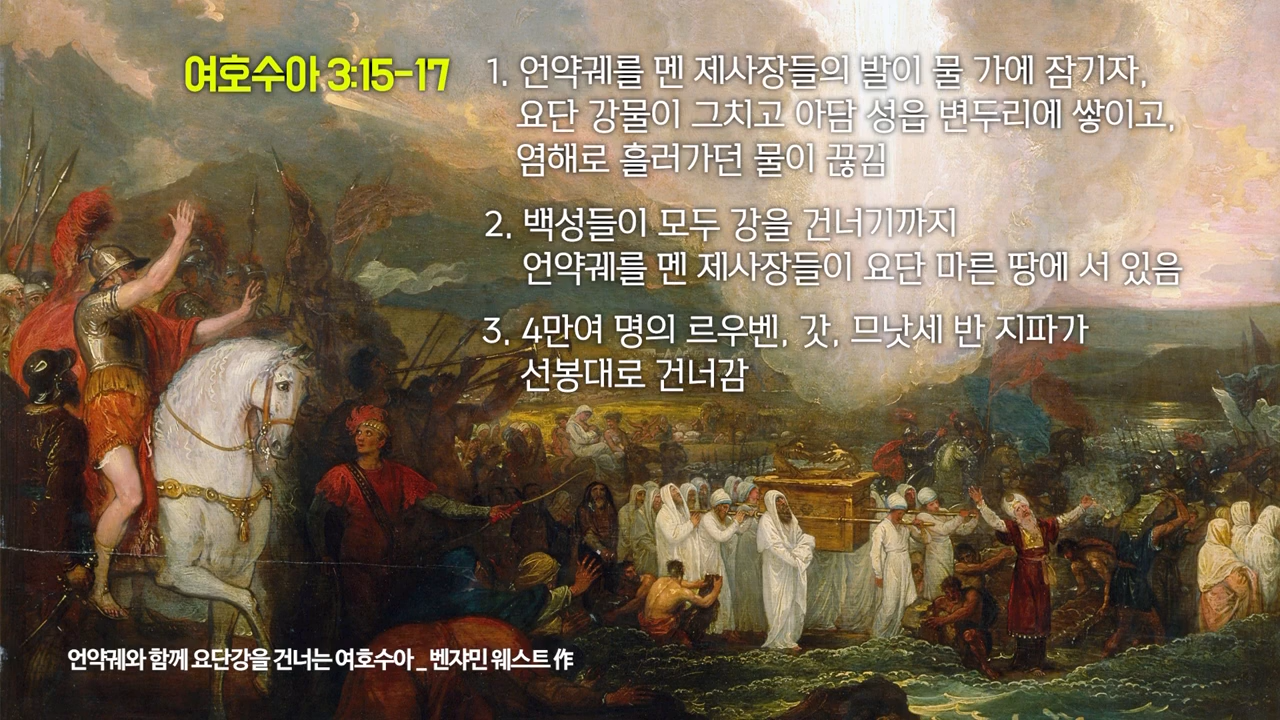 여호수아 3:15-17
1. 언약궤를 멘 제사장들의 발이 물 가에 잠기자,
요단 강물이 그치고 아담 성읍 변두리에 쌓이고,
염해로 흘러가던 물이 끊김
2. 백성들이 모두 강을 건너기까지
언약궤를 멘 제사장들이 요단 마른 땅에 서 있음
3. 4만여 명의 르우벤, 갓, 므낫세 반 지파가
선봉대로 건너감
언약궤와 함께 요단강을 건너는 여호수아 _ 벤쟈민 웨스트 作